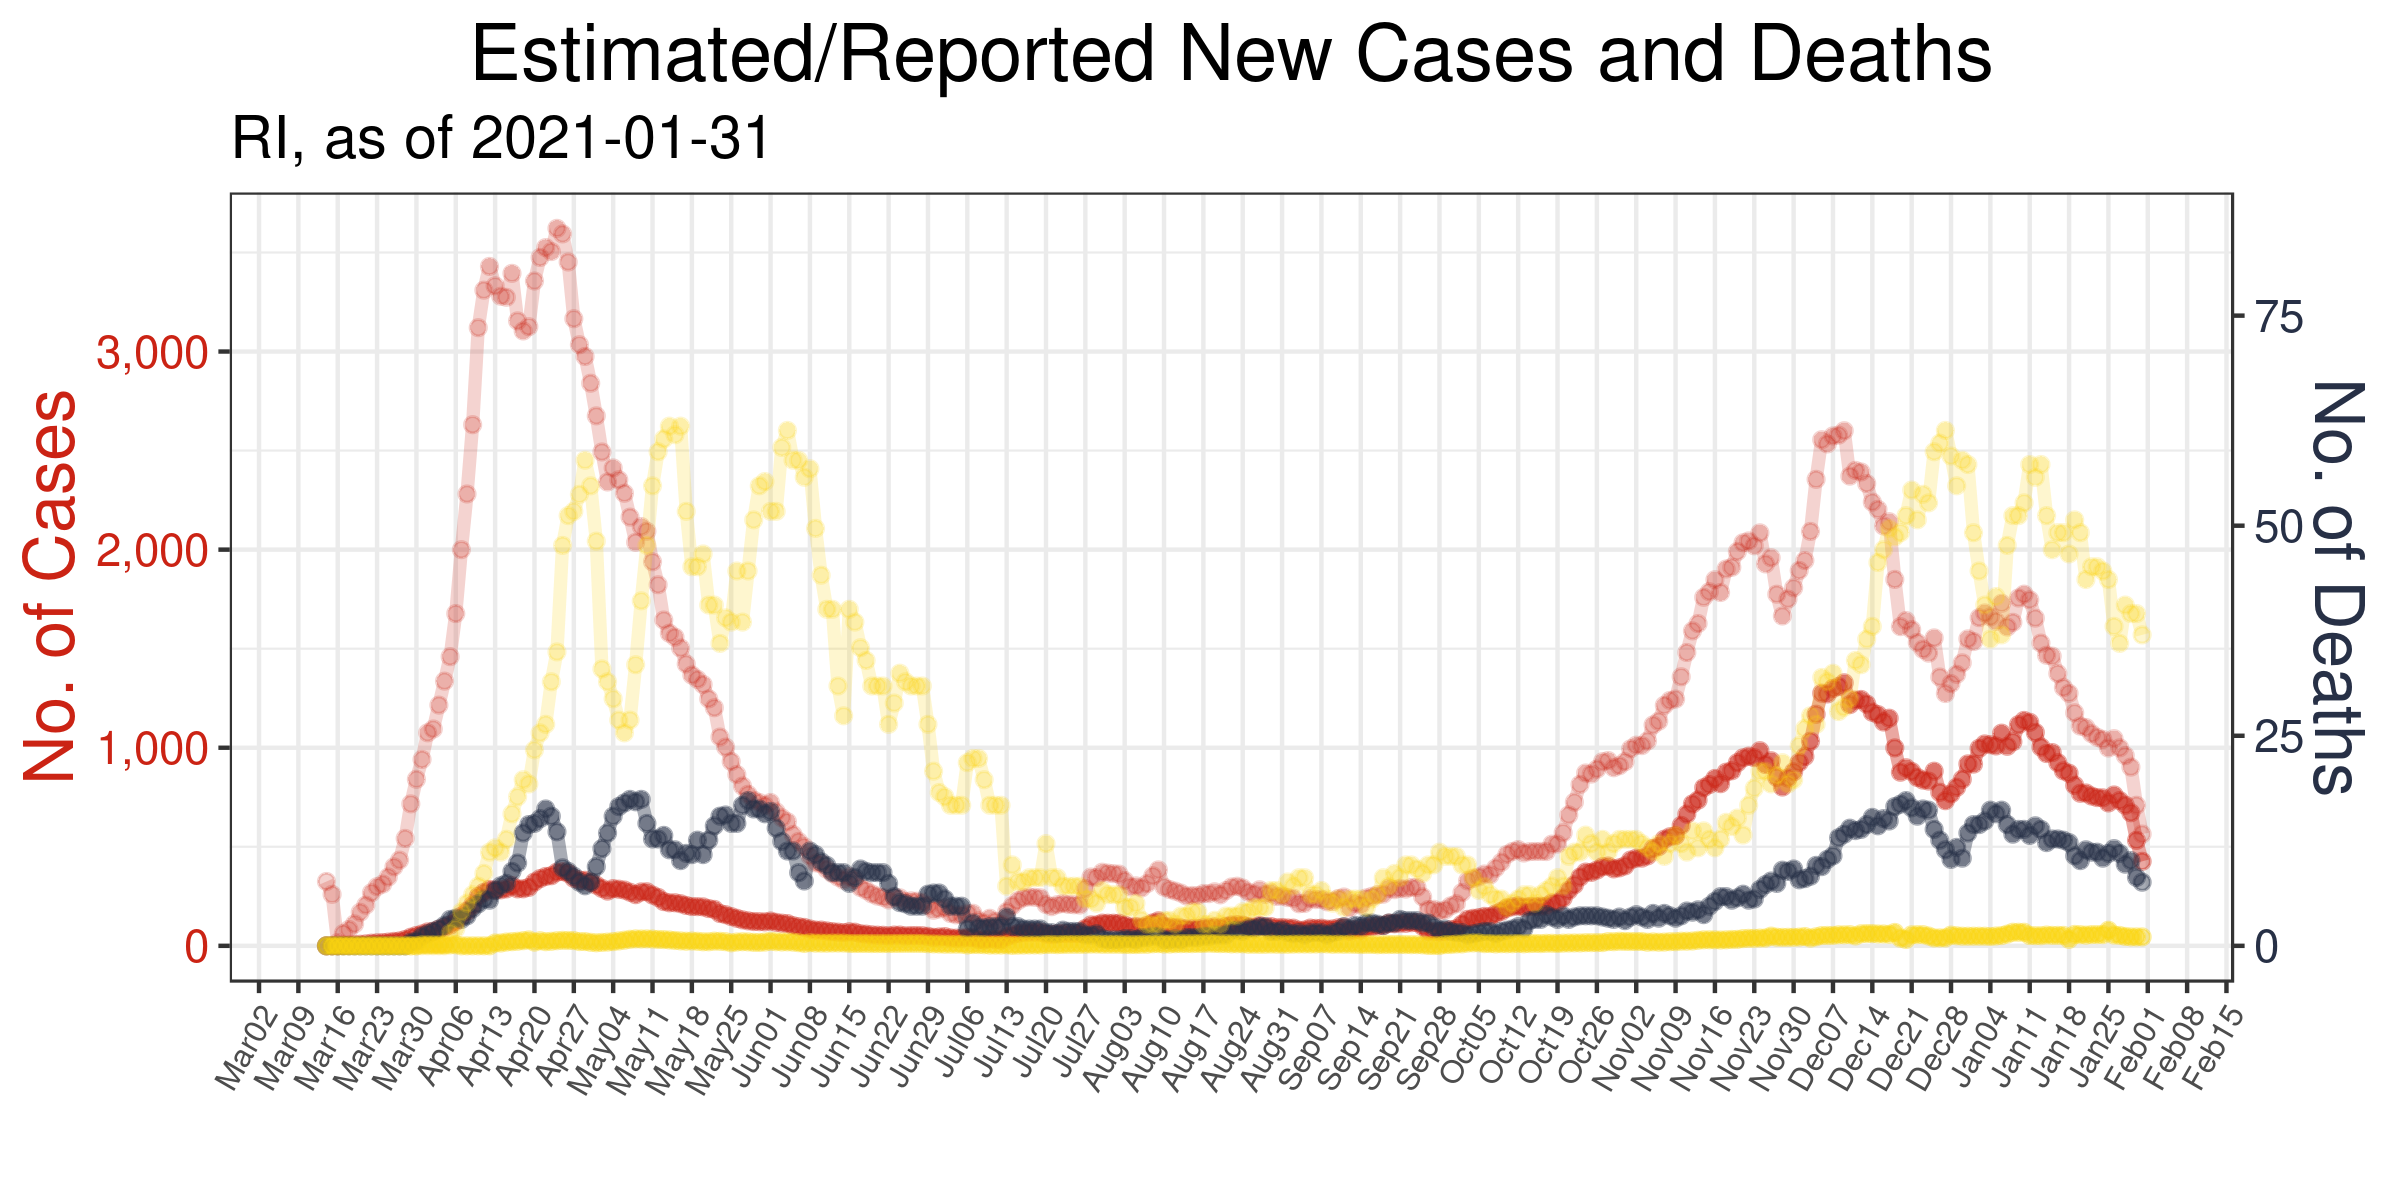 Estimated/Reported New Cases and Deaths
RI, as of 2021-01-31
No. of Cases
3,000
2,000
1,000
0
75
50
25
0
No. of Deaths
Mar02 Mar09 Mar16 Mar23 Mar30 Apr06 Apr13 Apr20 Apr27 May04 May11 May18 May25 Jun01 Jun08 Jun15 Jun22 Jun29 Jul06 Jul13 Jul20 Jul27 Aug03 Aug10 Aug17 Aug24 Aug31 Sep07 Sep14 Sep21 Sep28 Oct05 Oct12 Oct19 Oct26 Nov02 Nov09 Nov16 Nov23 Nov30 Dec07 Dec14 Dec21 Dec28 Jan04 Jan11 Jan18 Jan25 Feb01 Feb08 Feb15